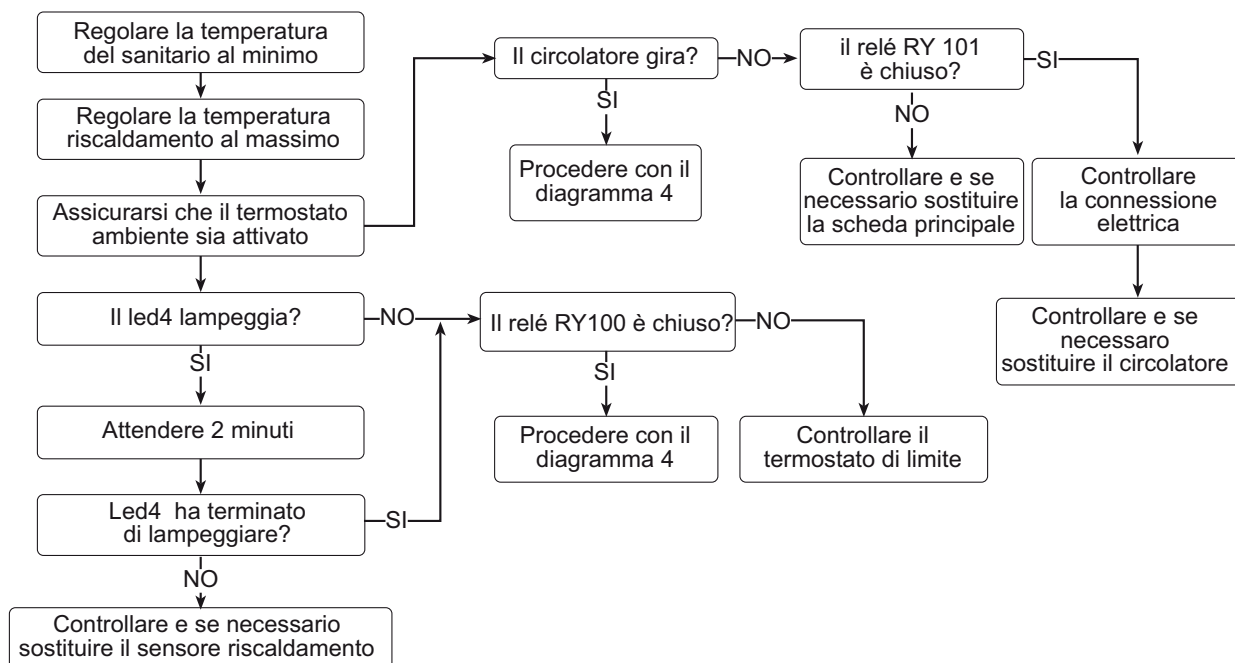 Regolare la temperatura
del sanitario al minimo
Regolare la temperatura
riscaldamento al massimo
Assicurarsi che il termostato
ambiente sia attivato
Il circolatore gira?
NO
il relé RY 101
è chiuso?
SI
SI
NO
Procedere con il
diagramma 4
Controllare e se
necessario sostituire
la scheda principale
Controllare
la connessione
elettrica
Controllare e se
necessaro
sostituire il circolatore
Il led4 lampeggia?
NO
Il relé RY100 è chiuso?
NO
SI
SI
Attendere 2 minuti
Procedere con il
diagramma 4
Controllare il
termostato di limite
Led4 ha terminato
di lampeggiare?
SI
NO
Controllare e se necessario
sostituire il sensore riscaldamento